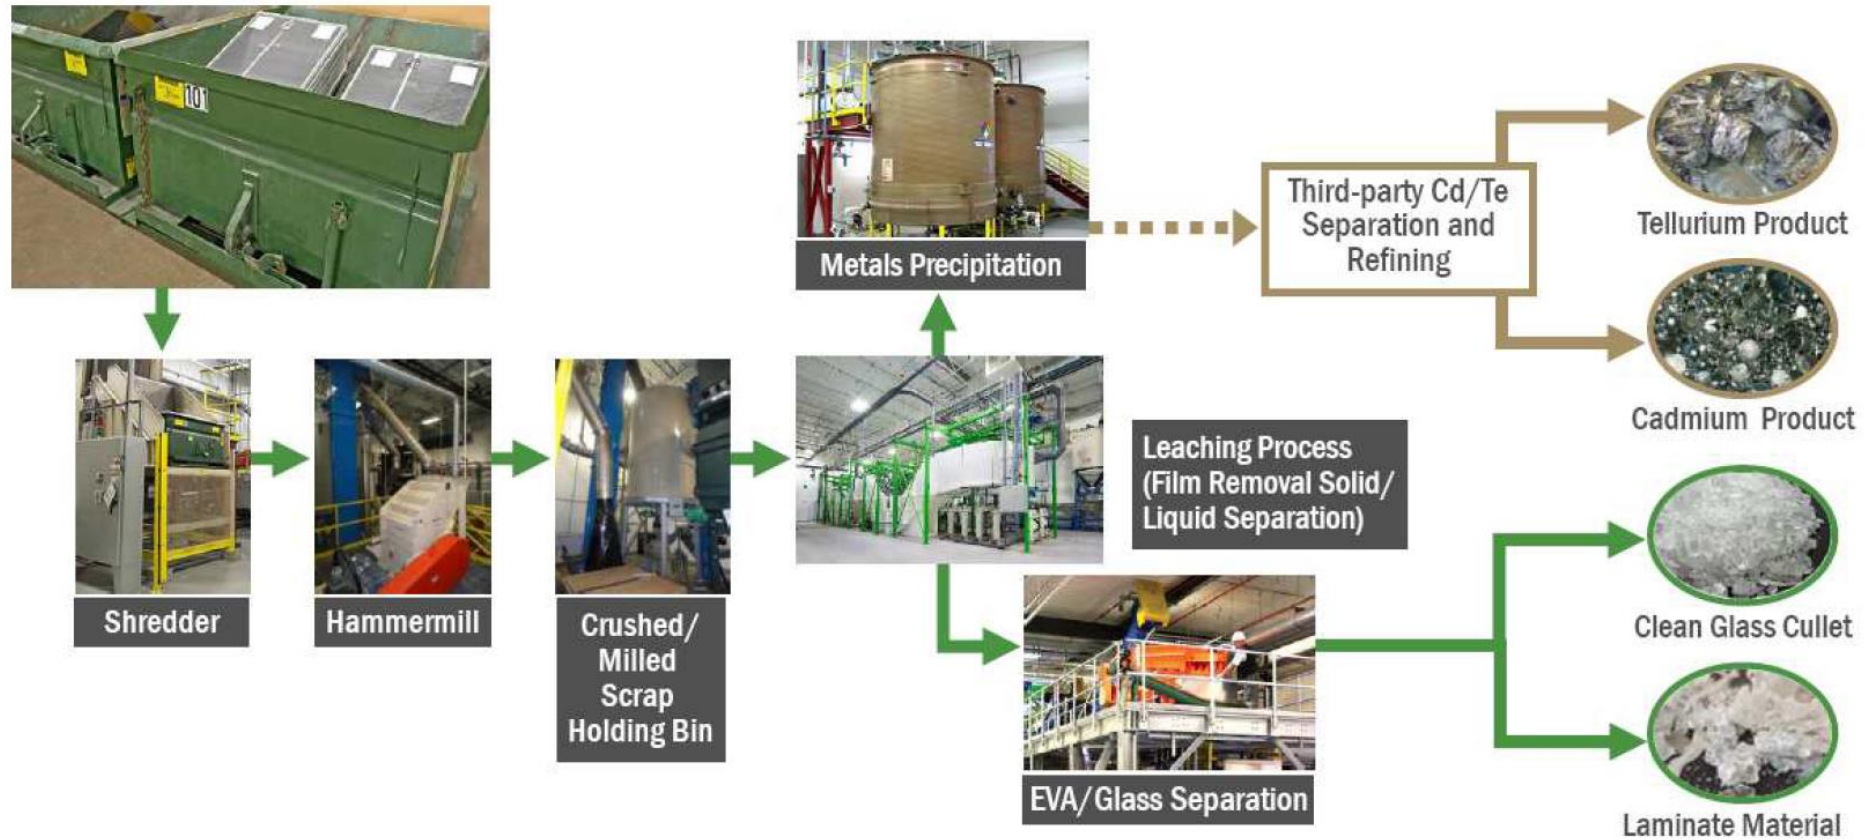 101
Shredder
Hammermill
Crushed/
Milled
Scrap
Holding Bin
Metals Precipitation
Leaching Process
(Film Removal Solid/
Liquid Separation)
EVA/Glass Separation
Third-party Cd/Te
Separation and
Refining
Tellurium Product
Cadmium Product
Clean Glass Cullet
Laminate Material